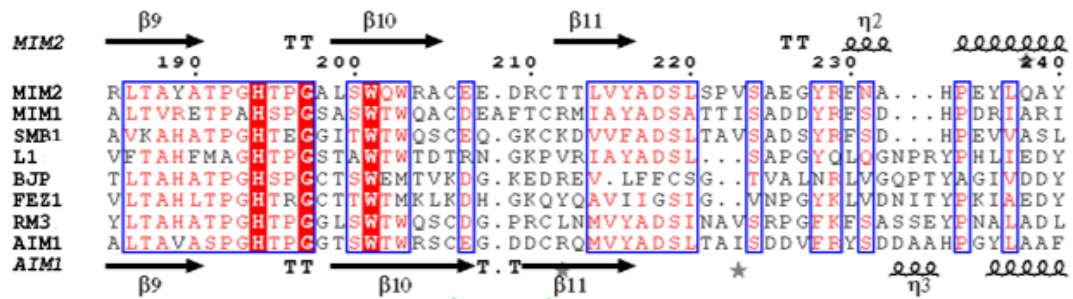 β9 β10 β11 η2
MIM2 TT TT
190 200 210 220 230 240
MIM2 RLTAYATPGHTPGALSWQWRACEE.DRCTTLVYADSLSPVSAEGYRFNA...HPEYLQAY
MIM1 ALTVRETPAHSPGSASWTWQACDEAFTCRMIAYADSATTISADDYRFSD...HPDRIARI
SMB1 AVKAHATPGHTEGGITWTWQSCEQ.GKCKDVVFADSLTAVSADSYRFSD...HPEVVASL
L1 VFTAHFMAGHTPGSTAWTWTDTRN.GKPVRIAYADSL...SAPGYQLQGNPRYPHLIEDY
BJP TLTAHATPGHSPGCTSWEMTVKDG.KEDREV.LFFCSG..TVALNRLVGQPTYAGIVDDY
FEZ1 VLTAHLTPGHTRGCTTWTMKLKDH.GKQYQAVIIGSIG..VNPGYKLVDNITYPKIAEDY
RM3 YLTAHATPGHTPGGLSWTWQSCDG.PRCLNMVYADSINAVSRPGFKFSASSEYPNALADL
AIM1 ALTAVASPGHTPGGTSWTWRSCEG.DDCRQMVYADSLTAISDDVFRYSDDAAHPGYLAAF
AIM1 TT T.T
β9 β10 β11 η3